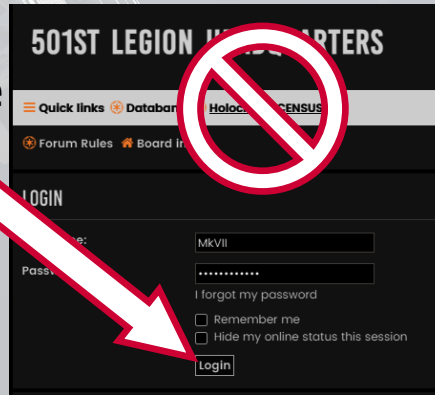 501ST LEGION
Quick links CENSUS
Forum Rules Board in
LOGIN
MkVII
I forgot my password
Remember me
Hide my online status this session
Login